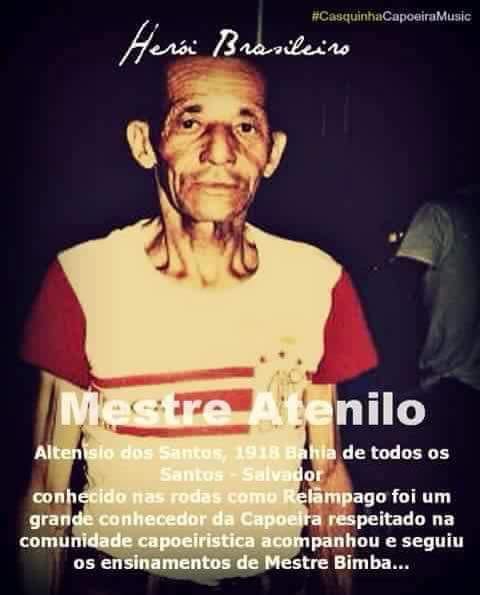 #CasquinhaCapoeiraMusic
Herói Brasileiro
Mestre Atenilo
Altenísio dos Santos, 1918 Bahia de todos os
Santos - Salvador
conhecido nas rodas como Relâmpago foi um
grande conhecedor da Capoeira respeitado na
comunidade capoeiristica acompanhou e seguiu
os ensinamentos de Mestre Bimba...